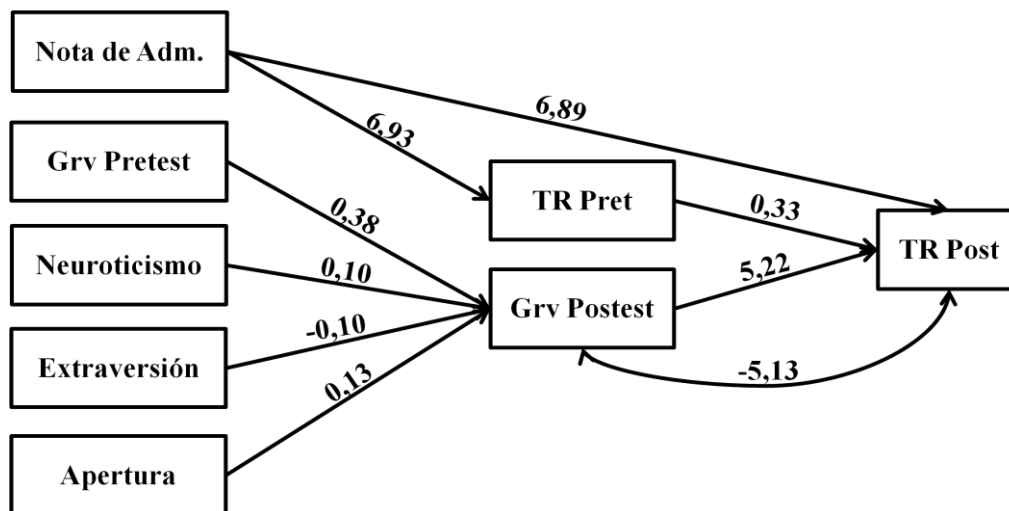 Nota de Adm.
6,89
6,93
Grv Pretest
TR Pret
0,38
0,33
TR Post
Neuroticismo
0,10
5,22
Grv Postest
-0,10
Extraversión
-5,13
0,13
Apertura